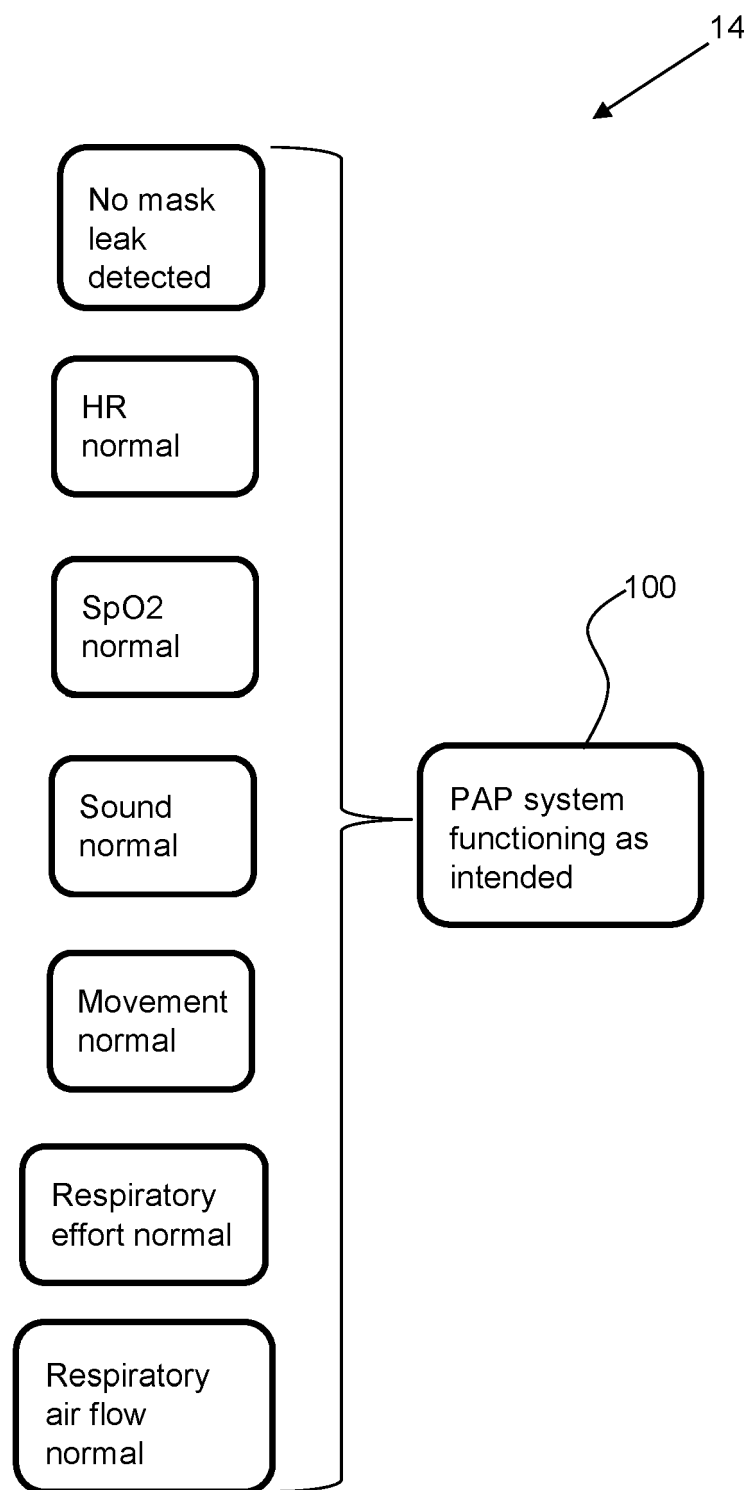 14
No mask
leak
detected
HR
normal
SpO2
normal
100
Sound
normal
PAP system
functioning as
intended
Movement
normal
Respiratory
effort normal
Respiratory
air flow
normal